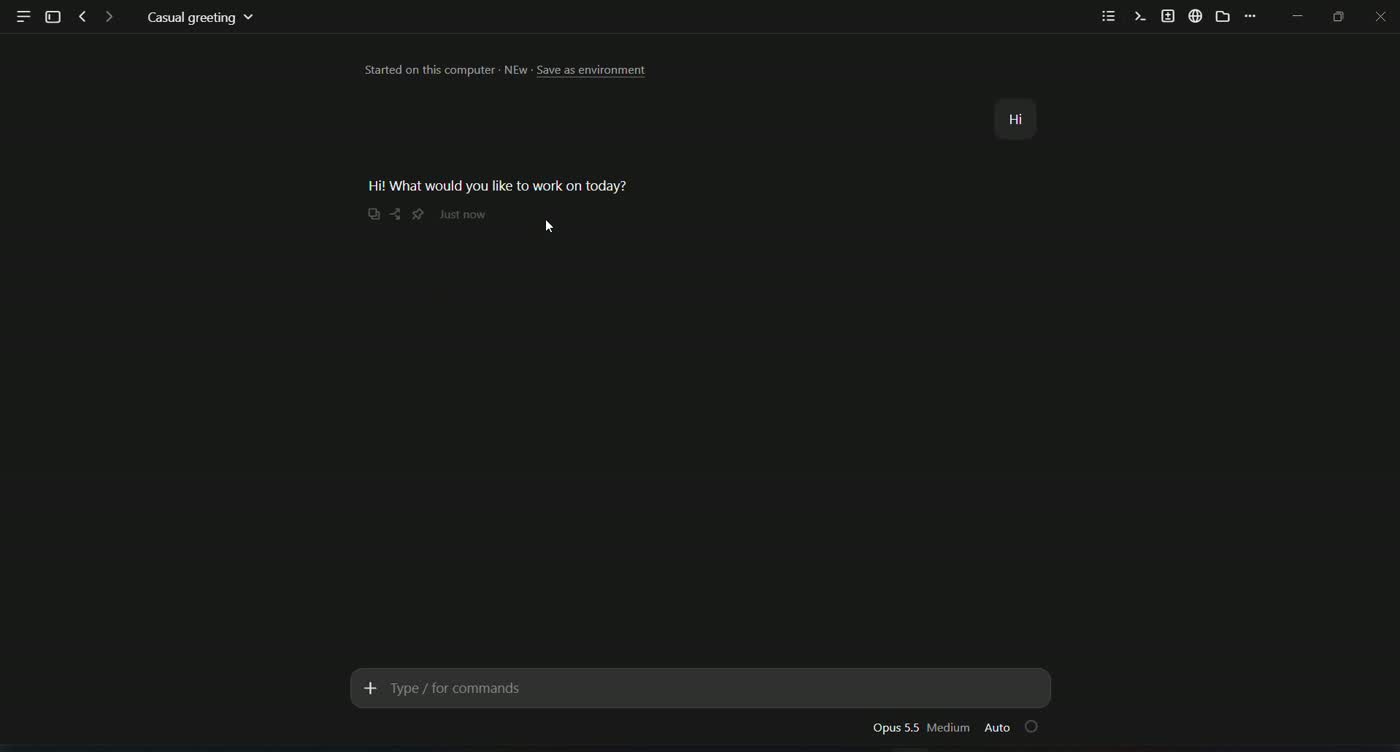 Casual greeting
Started on this computer · NEw · Save as environment
Hi
Hi! What would you like to work on today?
Just now
Type / for commands
Opus 5.5 Medium Auto